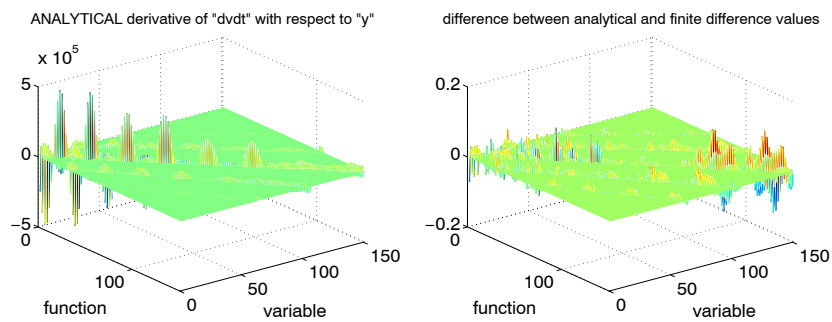 ANALYTICAL derivative of "dvdt" with respect to "y"
x 10^5
5
0
−5
0
100
function
0
50
100
150
variable
difference between analytical and finite difference values
0.2
0
−0.2
0
100
function
0
50
100
150
variable